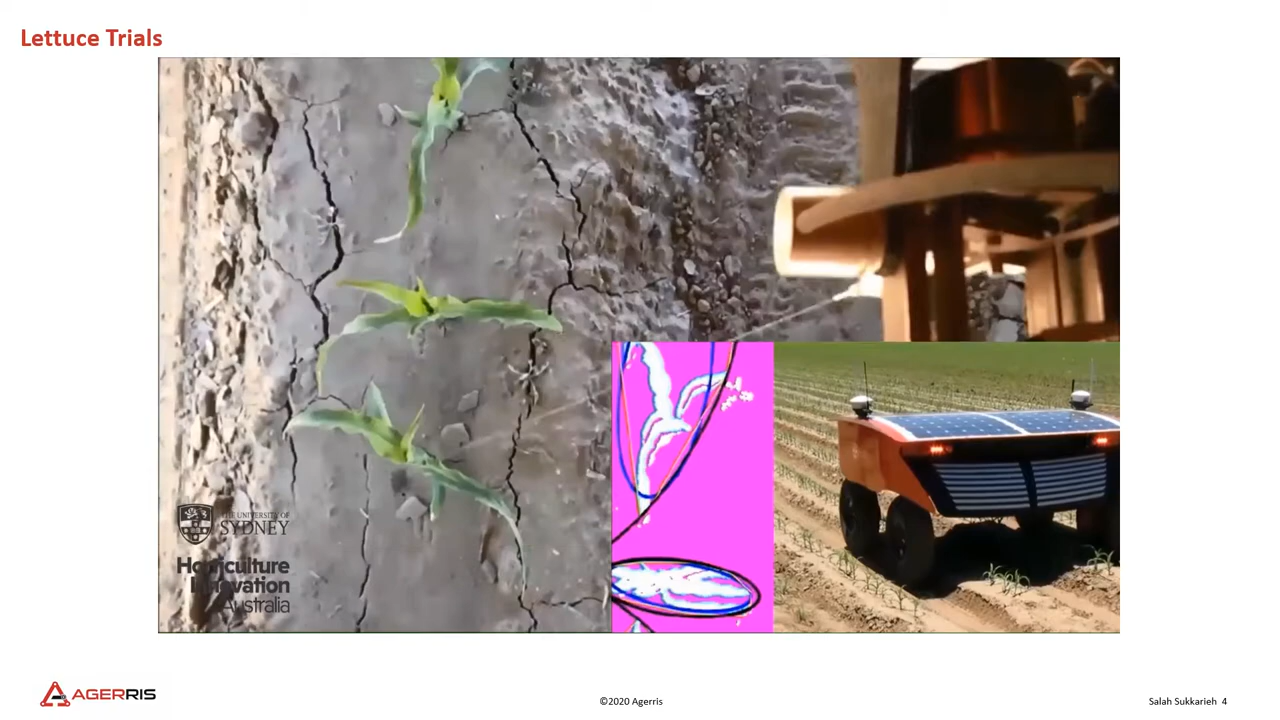 Lettuce Trials
THE UNIVERSITY OF
SYDNEY
Horticulture
Innovation
Australia
AGERRIS
©2020 Agerris
Salah Sukkarieh 4